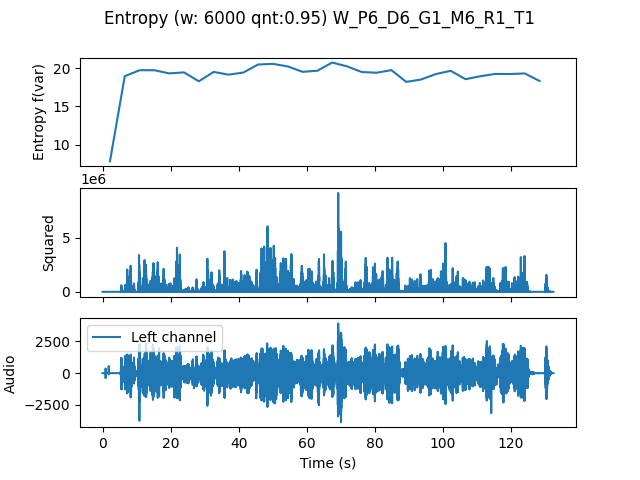 Entropy (w: 6000 qnt:0.95) W_P6_D6_G1_M6_R1_T1
20
15
10
Entropy f(var)
1e6
5
0
Squared
Left channel
2500
0
−2500
Audio
0 20 40 60 80 100 120
Time (s)